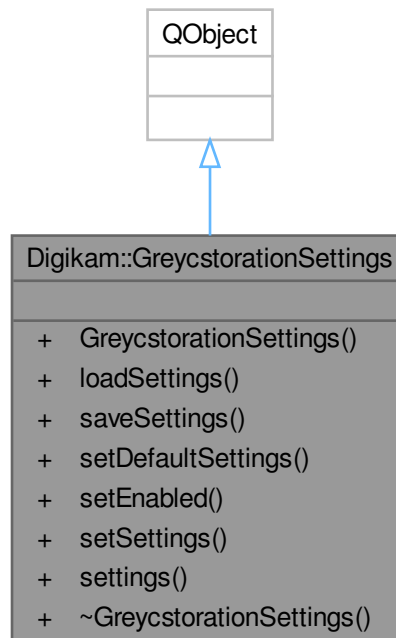 QObject
Digikam::GreycstorationSettings
+ GreycstorationSettings()
+ loadSettings()
+ saveSettings()
+ setDefaultSettings()
+ setEnabled()
+ setSettings()
+ settings()
+ ~GreycstorationSettings()